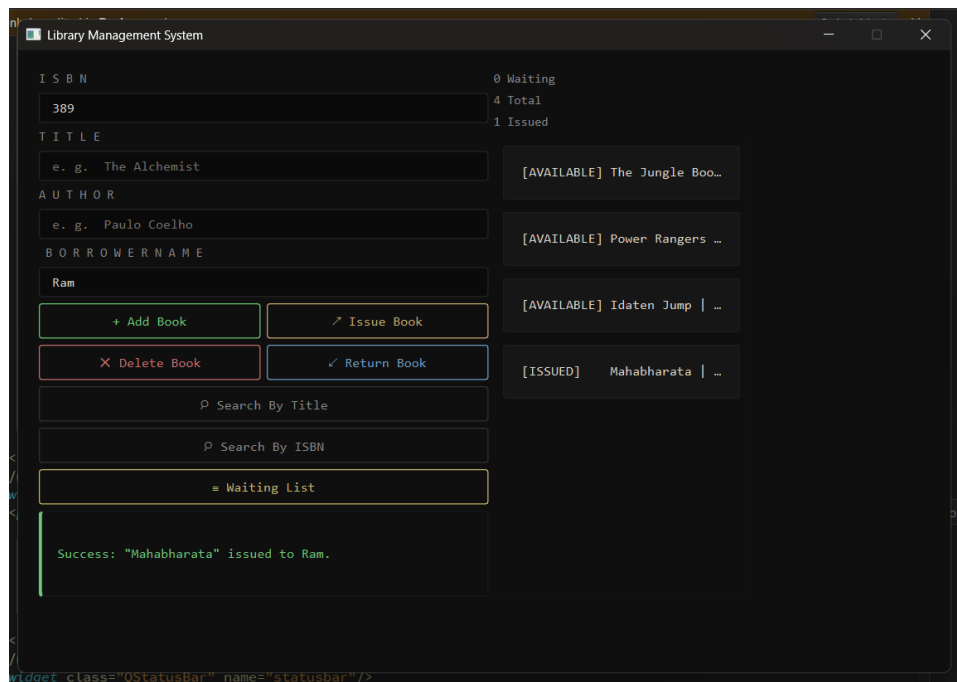 Library Management System
I S B N
389
T I T L E
e. g.  The Alchemist
A U T H O R
e. g.  Paulo Coelho
B O R R O W E R N A M E
Ram
+ Add Book
↗ Issue Book
✕ Delete Book
↙ Return Book
⌕ Search By Title
⌕ Search By ISBN
≡ Waiting List
Success: "Mahabharata" issued to Ram.
0 Waiting
4 Total
1 Issued
[AVAILABLE] The Jungle Boo…
[AVAILABLE] Power Rangers …
[AVAILABLE] Idaten Jump | …
[ISSUED]    Mahabharata | …
widget class="QStatusBar" name="statusbar"/>